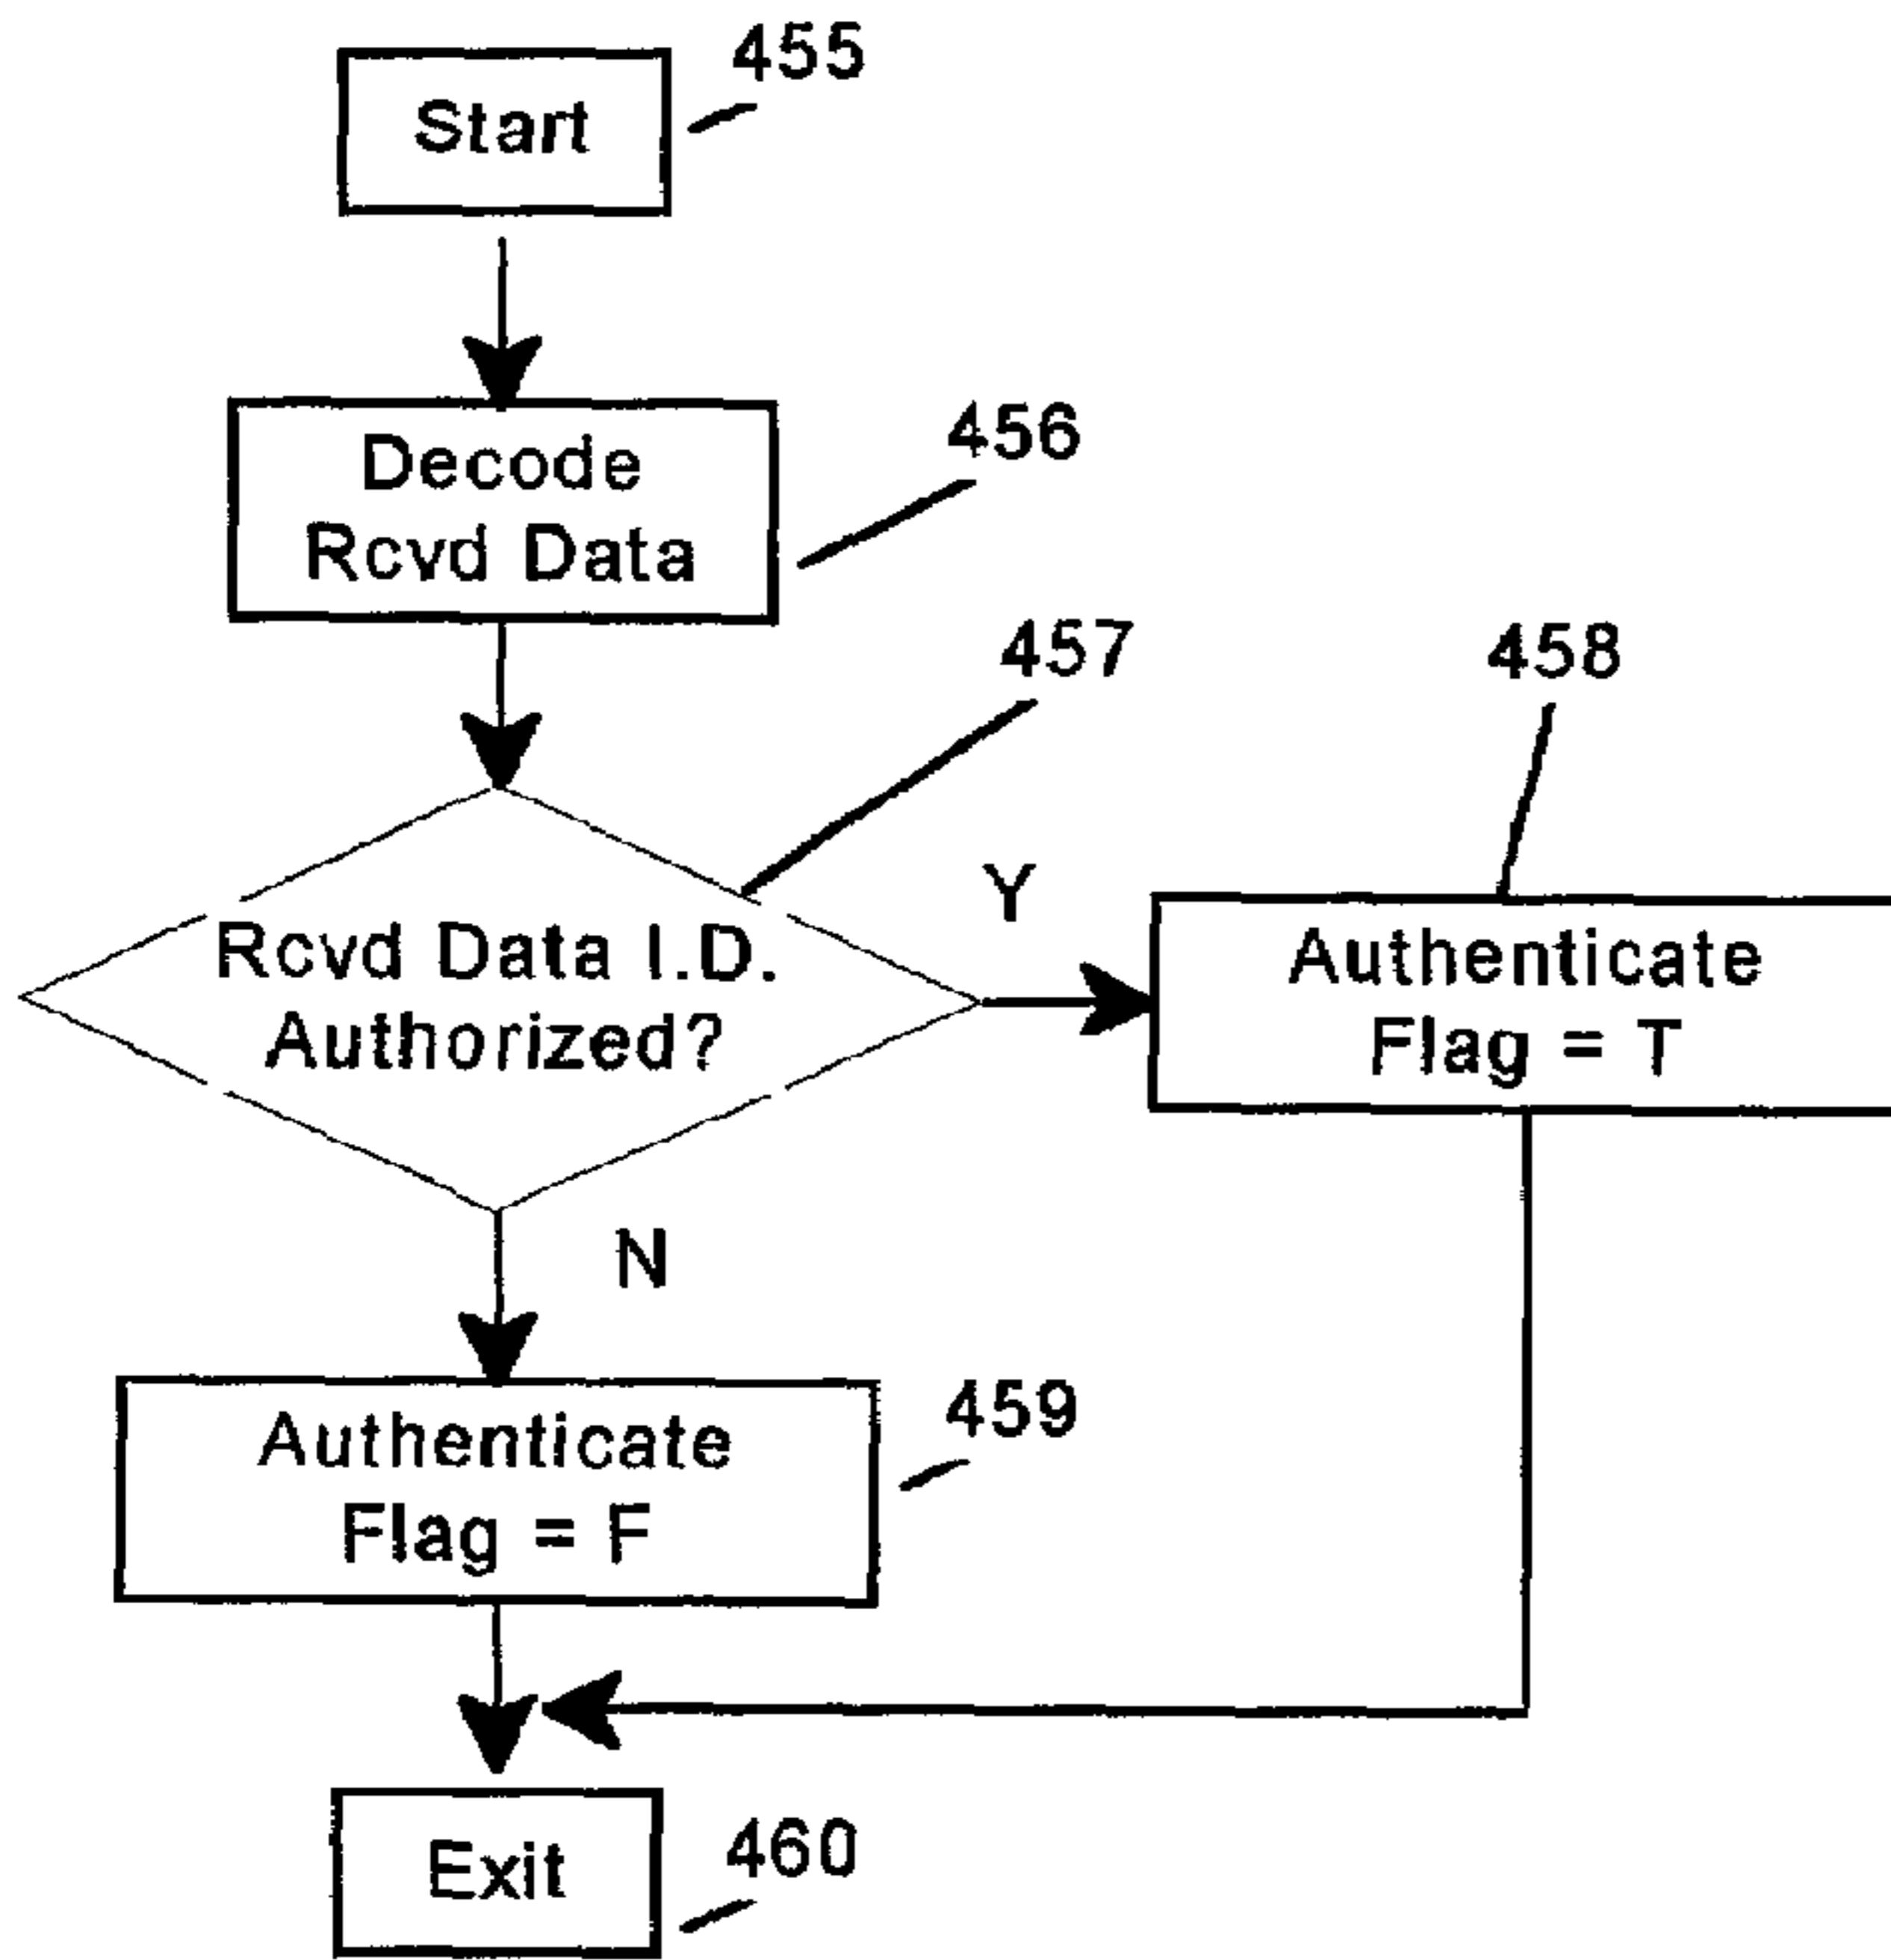 455
Start
456
Decode
Rcvd Data
457
458
Rcvd Data I.D.
Authorized?
Y
Authenticate
Flag = T
N
459
Authenticate
Flag = F
460
Exit